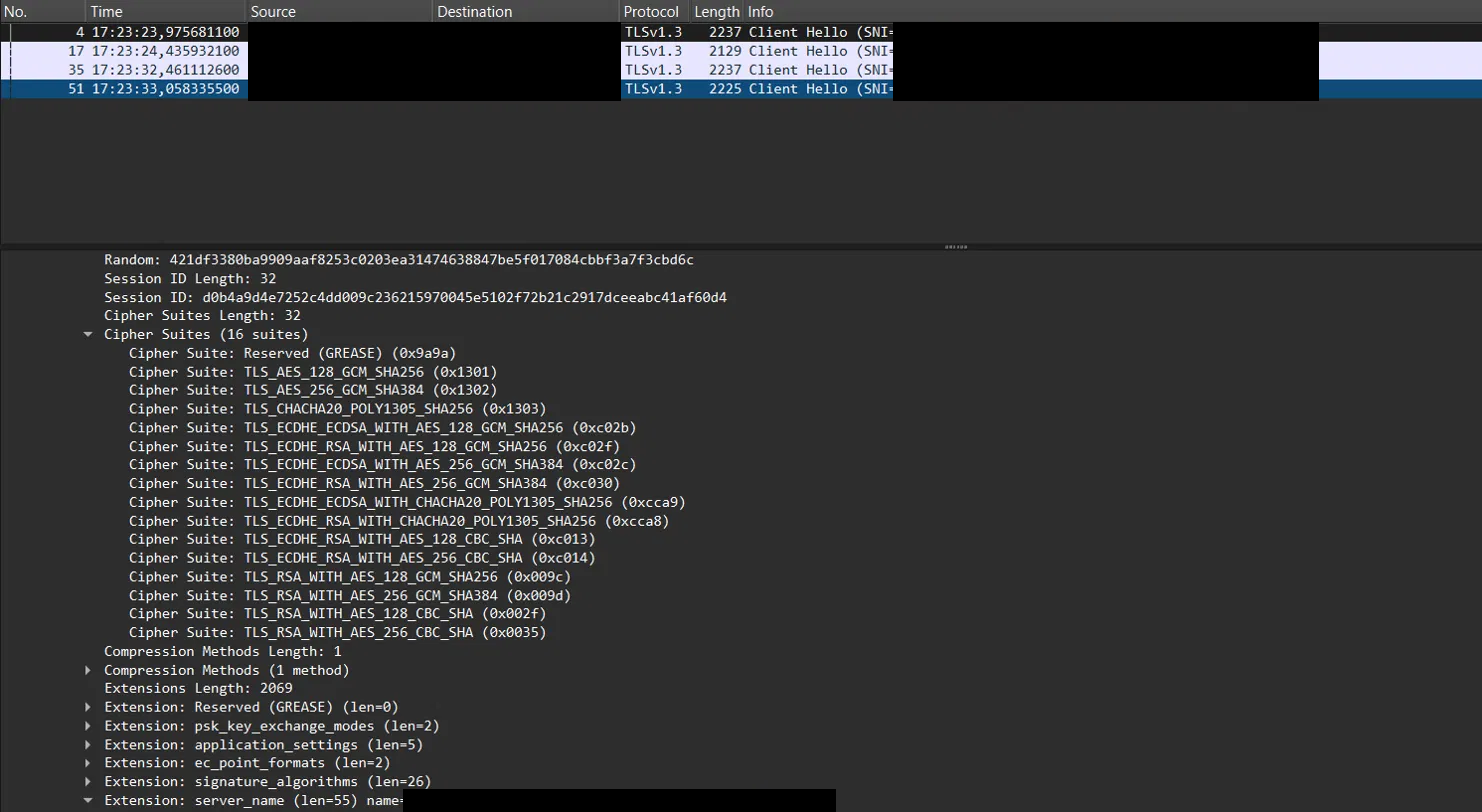 No. Time Source Destination Protocol Length Info
4 17:23:23,975681100 TLSv1.3 2237 Client Hello (SNI=
17 17:23:24,435932100 TLSv1.3 2129 Client Hello (SNI=
35 17:23:32,461112600 TLSv1.3 2237 Client Hello (SNI=
51 17:23:33,058335500 TLSv1.3 2225 Client Hello (SNI=
Random: 421df3380ba9909aaf8253c0203ea31474638847be5f017084cbbf3a7f3cbd6c
Session ID Length: 32
Session ID: d0b4a9d4e7252c4dd009c236215970045e5102f72b21c2917dceeabc41af60d4
Cipher Suites Length: 32
Cipher Suites (16 suites)
Cipher Suite: Reserved (GREASE) (0x9a9a)
Cipher Suite: TLS_AES_128_GCM_SHA256 (0x1301)
Cipher Suite: TLS_AES_256_GCM_SHA384 (0x1302)
Cipher Suite: TLS_CHACHA20_POLY1305_SHA256 (0x1303)
Cipher Suite: TLS_ECDHE_ECDSA_WITH_AES_128_GCM_SHA256 (0xc02b)
Cipher Suite: TLS_ECDHE_RSA_WITH_AES_128_GCM_SHA256 (0xc02f)
Cipher Suite: TLS_ECDHE_ECDSA_WITH_AES_256_GCM_SHA384 (0xc02c)
Cipher Suite: TLS_ECDHE_RSA_WITH_AES_256_GCM_SHA384 (0xc030)
Cipher Suite: TLS_ECDHE_ECDSA_WITH_CHACHA20_POLY1305_SHA256 (0xcca9)
Cipher Suite: TLS_ECDHE_RSA_WITH_CHACHA20_POLY1305_SHA256 (0xcca8)
Cipher Suite: TLS_ECDHE_RSA_WITH_AES_128_CBC_SHA (0xc013)
Cipher Suite: TLS_ECDHE_RSA_WITH_AES_256_CBC_SHA (0xc014)
Cipher Suite: TLS_RSA_WITH_AES_128_GCM_SHA256 (0x009c)
Cipher Suite: TLS_RSA_WITH_AES_256_GCM_SHA384 (0x009d)
Cipher Suite: TLS_RSA_WITH_AES_128_CBC_SHA (0x002f)
Cipher Suite: TLS_RSA_WITH_AES_256_CBC_SHA (0x0035)
Compression Methods Length: 1
Compression Methods (1 method)
Extensions Length: 2069
Extension: Reserved (GREASE) (len=0)
Extension: psk_key_exchange_modes (len=2)
Extension: application_settings (len=5)
Extension: ec_point_formats (len=2)
Extension: signature_algorithms (len=26)
Extension: server_name (len=55) name=